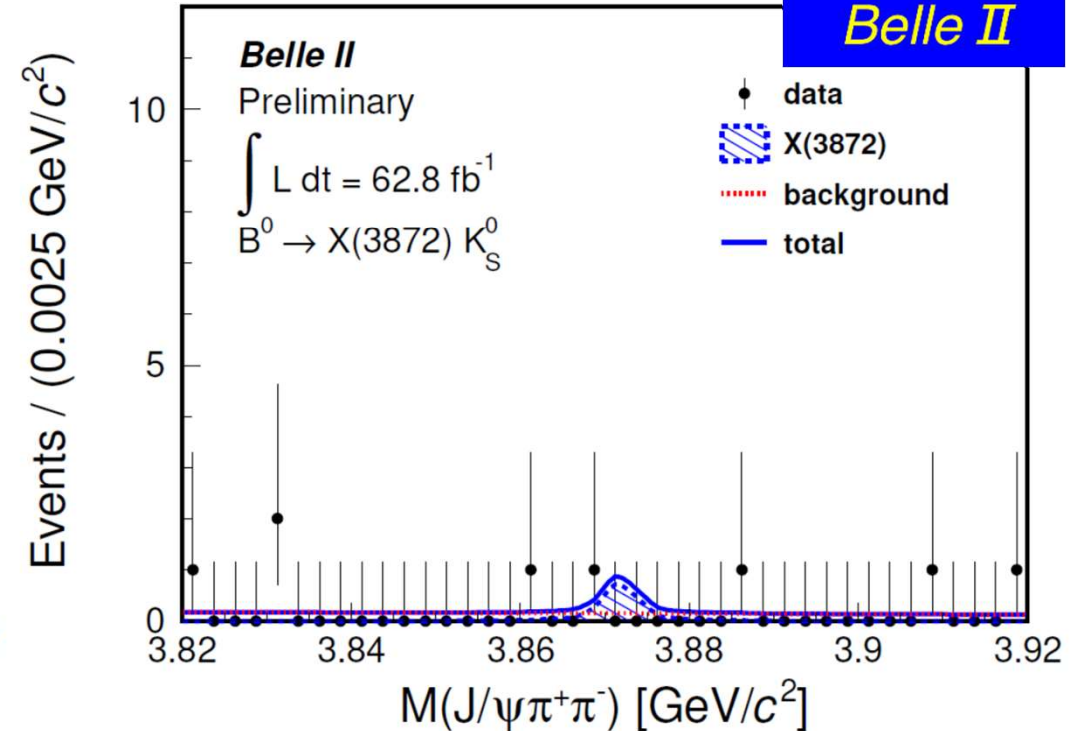 Belle II
Belle II
Preliminary
∫ L dt = 62.8 fb⁻¹
B⁰ → X(3872) K⁰_S
data
X(3872)
background
total
Events / (0.0025 GeV/c²)
10
5
0
3.82 3.84 3.86 3.88 3.9 3.92
M(J/ψπ⁺π⁻) [GeV/c²]